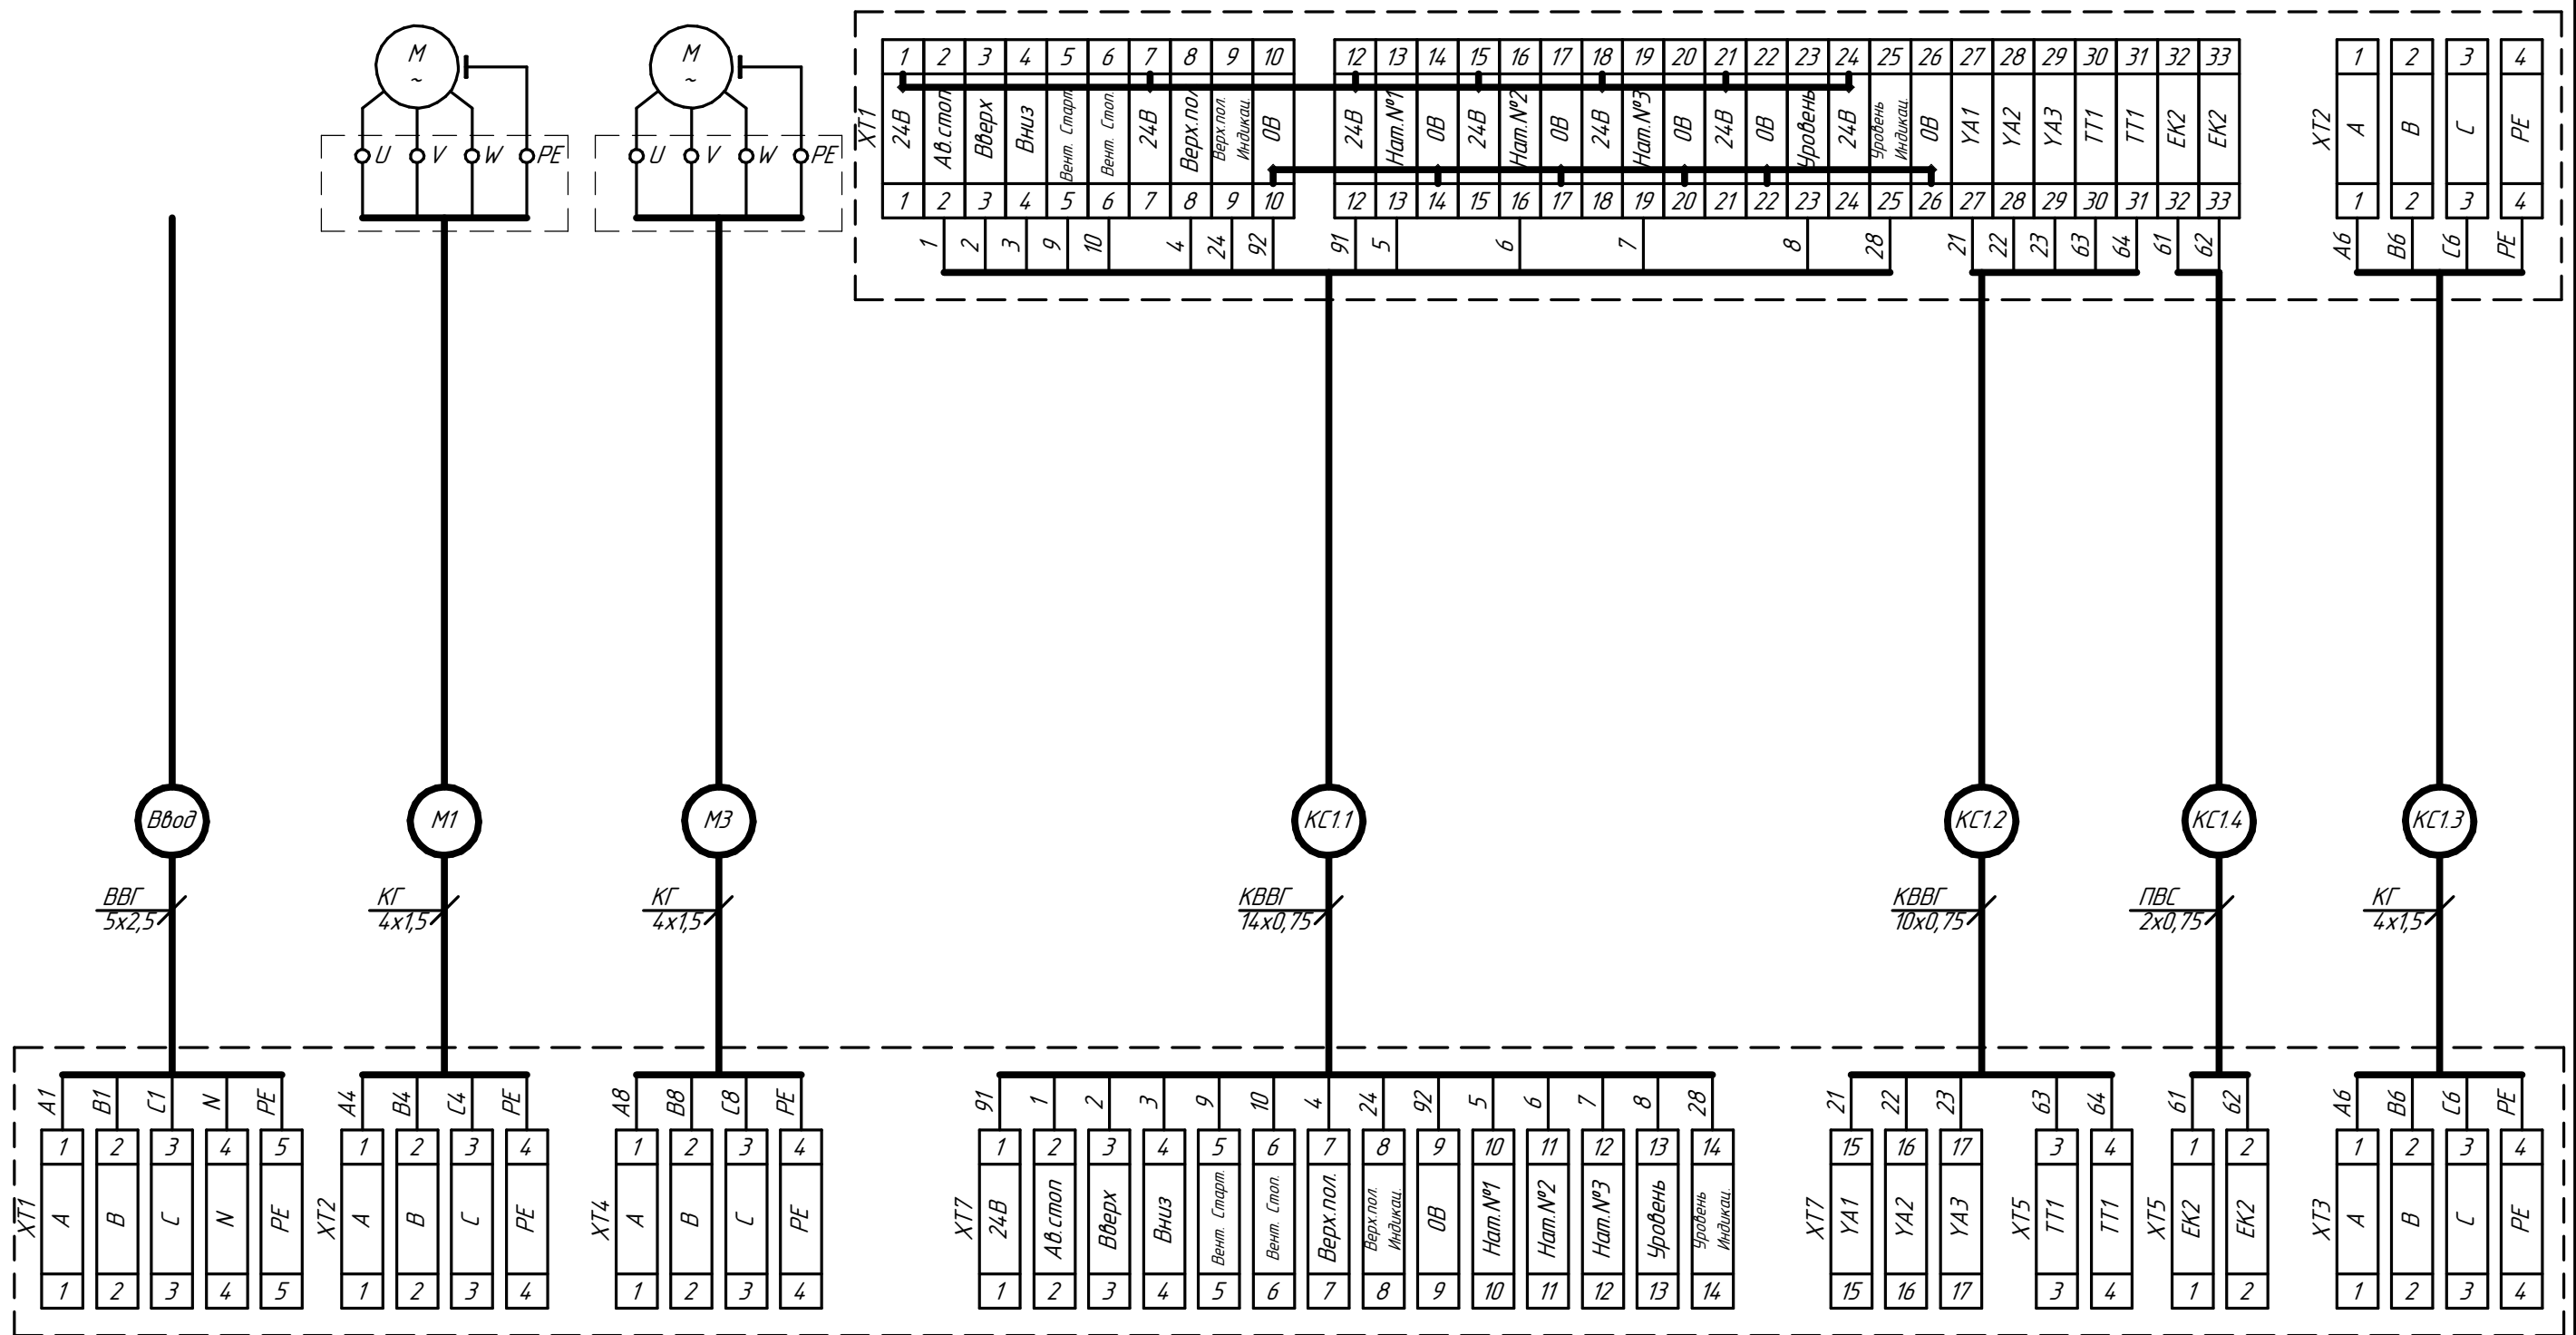 M
~
U
V
W
PE
M
~
U
V
W
PE
XT1
1 2 3 4 5 6 7 8 9 10
24В
Ав.стоп
Вверх
Вниз
Вент. Старт.
Вент. Стоп.
24В
Верх.пол.
Верх.пол.
Индикац.
0В
1 2 3 4 5 6 7 8 9 10
12 13 14 15 16 17 18 19 20 21 22 23 24 25 26 27 28 29 30 31 32 33
24В
Нат.№1
0В
24В
Нат.№2
0В
24В
Нат.№3
0В
24В
0В
Уровень
24В
Уровень
Индикац.
0В
YA1
YA2
YA3
TT1
TT1
EK2
EK2
12 13 14 15 16 17 18 19 20 21 22 23 24 25 26 27 28 29 30 31 32 33
1 2 3 9 10 4 24 92 91 5 6 7 8 28 21 22 23 63 64 61 62
XT2
1 2 3 4
A
B
C
PE
1 2 3 4
A6 B6 C6 PE
Ввод
М1
М3
КС1.1
КС1.2
КС1.4
КС1.3
ВВГ
5х2,5
КГ
4х1,5
КГ
4х1,5
КВВГ
14х0,75
КВВГ
10х0,75
ПВС
2х0,75
КГ
4х1,5
A1 B1 C1 N PE
XT1
1 2 3 4 5
A
B
C
N
PE
1 2 3 4 5
A4 B4 C4 PE
XT2
1 2 3 4
A
B
C
PE
1 2 3 4
A8 B8 C8 PE
XT4
1 2 3 4
A
B
C
PE
1 2 3 4
91 1 2 3 9 10 4 24 92 5 6 7 8 28
XT7
1 2 3 4 5 6 7 8 9 10 11 12 13 14
24В
Ав.стоп
Вверх
Вниз
Вент. Старт.
Вент. Стоп.
Верх.пол.
Верх.пол.
Индикац.
0В
Нат.№1
Нат.№2
Нат.№3
Уровень
Уровень
Индикац.
1 2 3 4 5 6 7 8 9 10 11 12 13 14
21 22 23
XT7
15 16 17
YA1
YA2
YA3
15 16 17
63 64
XT5
3 4
TT1
TT1
3 4
61 62
XT5
1 2
EK2
EK2
1 2
A6 B6 C6 PE
XT3
1 2 3 4
A
B
C
PE
1 2 3 4